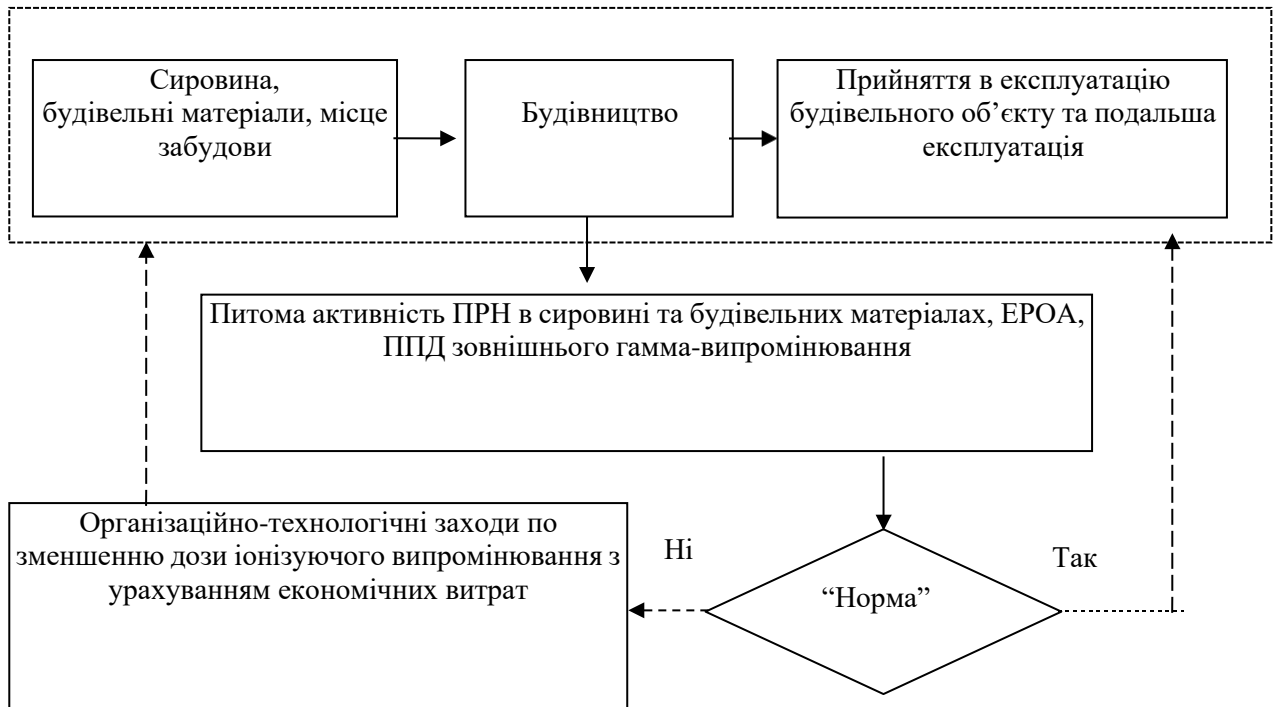 Сировина,
будівельні матеріали, місце
забудови
Будівництво
Прийняття в експлуатацію
будівельного об’єкту та подальша
експлуатація
Питома активність ПРН в сировині та будівельних матеріалах, ЕРОА,
ППД зовнішнього гамма-випромінювання
Організаційно-технологічні заходи по
зменшенню дози іонізуючого випромінювання з
урахуванням економічних витрат
Ні
“Норма”
Так